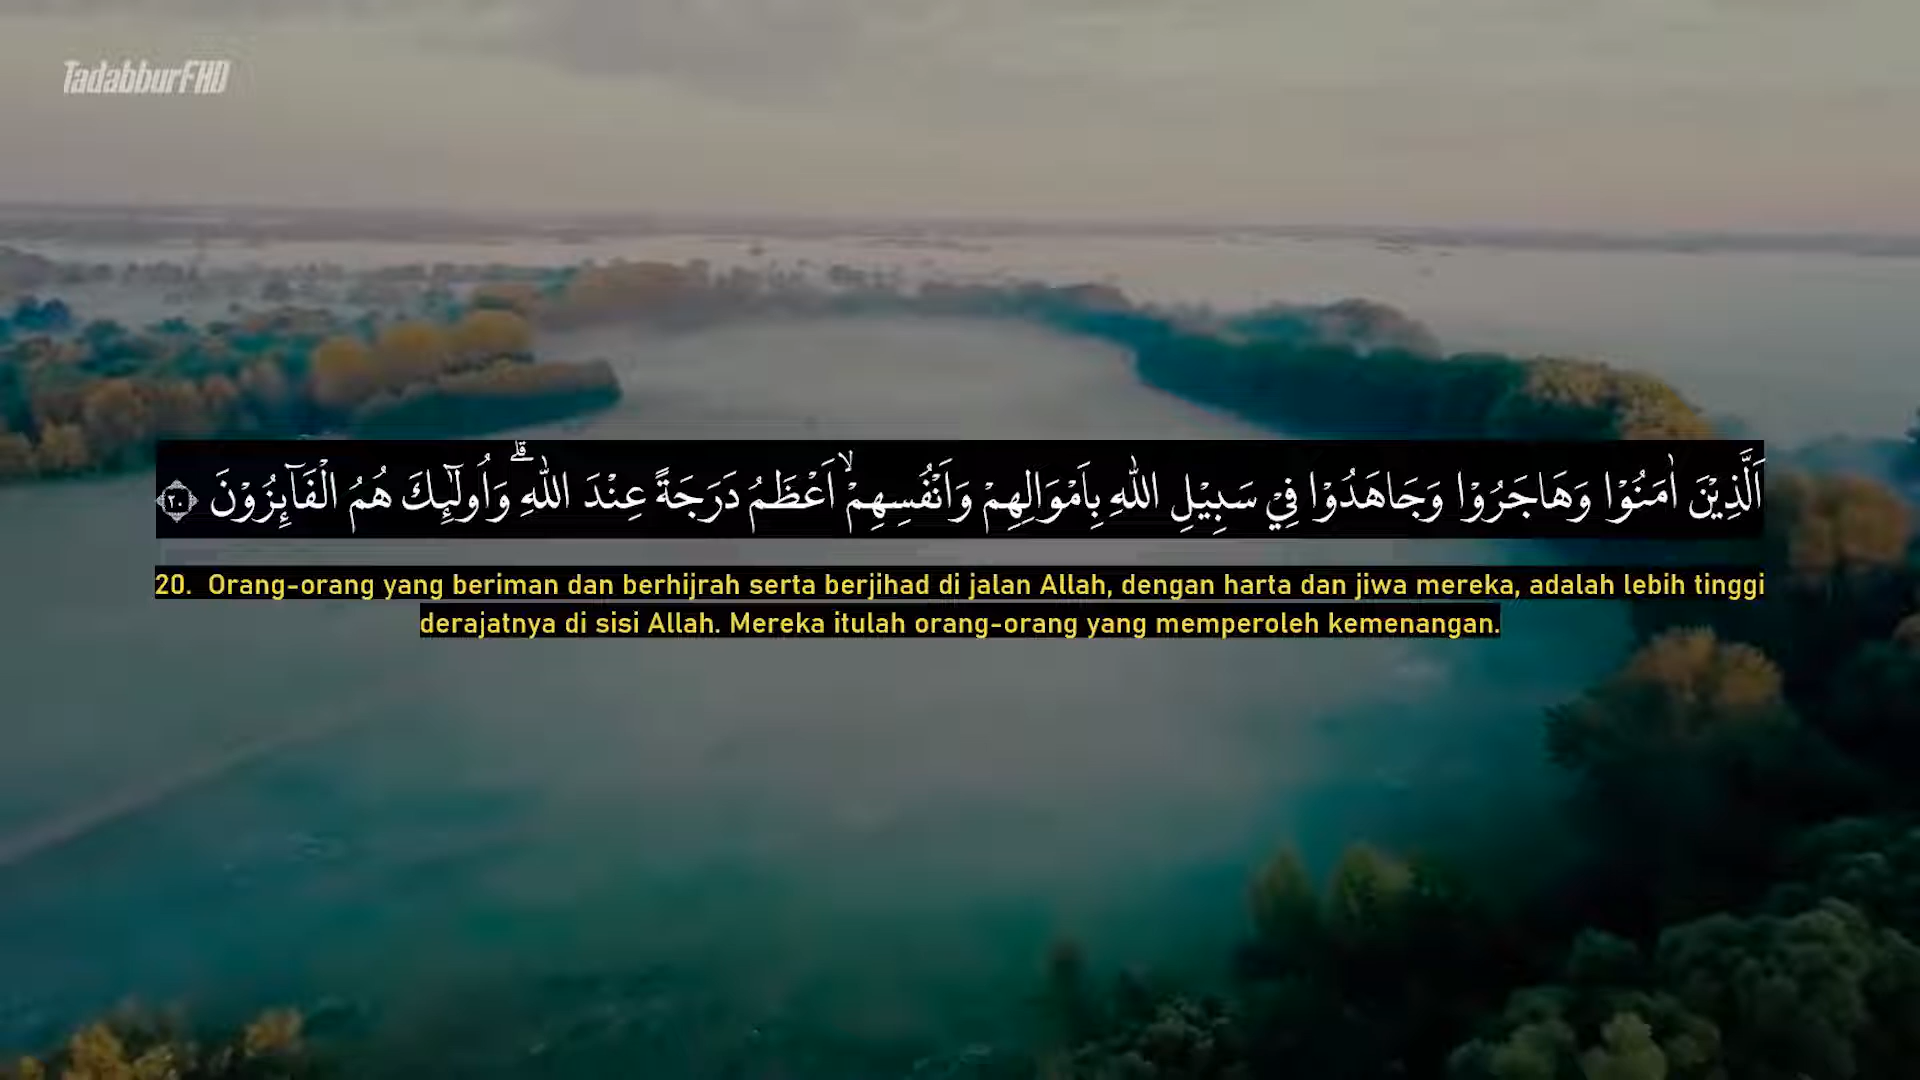 TadabburFHD
اَلَّذِيْنَ اٰمَنُوْا وَهَاجَرُوْا وَجَاهَدُوْا فِيْ سَبِيْلِ اللّٰهِ بِاَمْوَالِهِمْ وَاَنْفُسِهِمْۙ اَعْظَمُ دَرَجَةً عِنْدَ اللّٰهِ ۗوَاُولٰۤىِٕكَ هُمُ الْفَاۤىِٕزُوْنَ ٢٠
20. Orang-orang yang beriman dan berhijrah serta berjihad di jalan Allah, dengan harta dan jiwa mereka, adalah lebih tinggi
derajatnya di sisi Allah. Mereka itulah orang-orang yang memperoleh kemenangan.